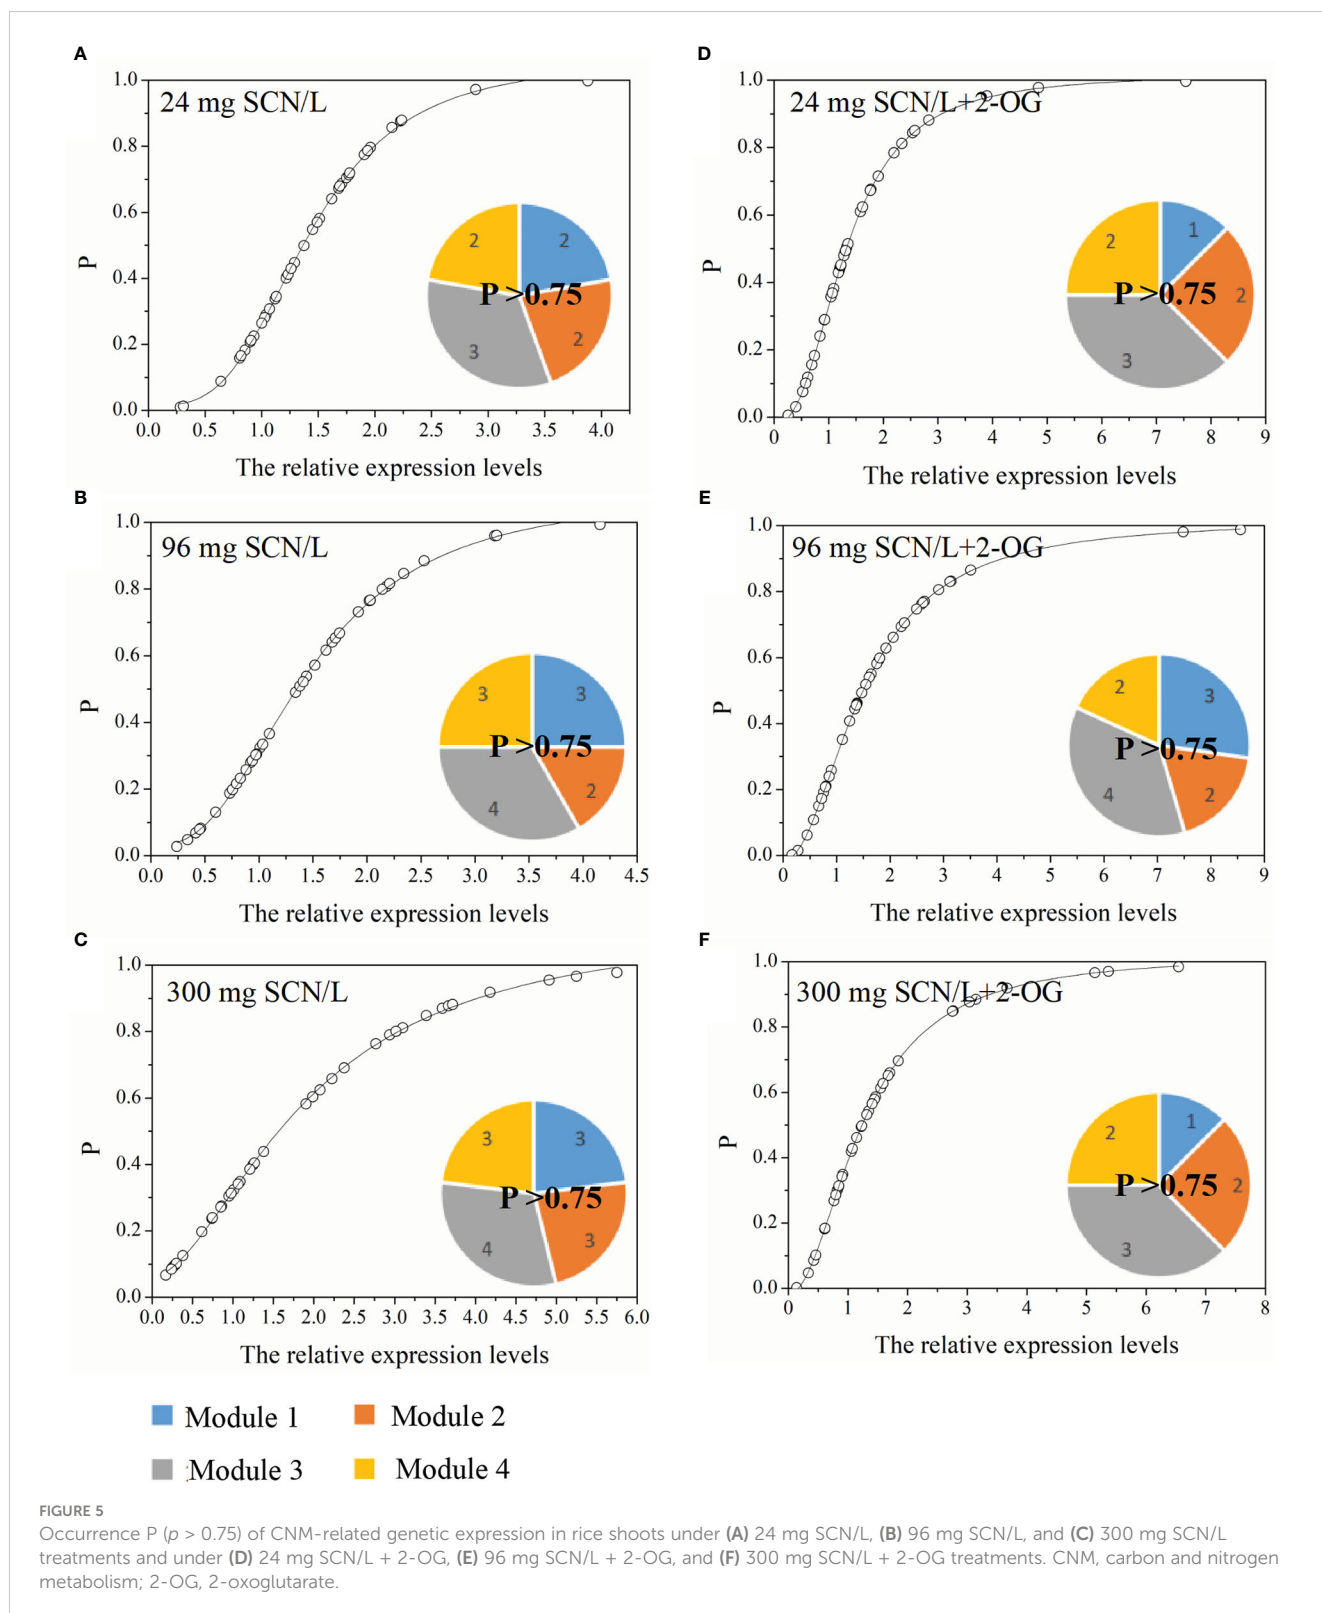 A
24 mg SCN/L
P
1.0
0.8
0.6
0.4
0.2
0.0
0.0 0.5 1.0 1.5 2.0 2.5 3.0 3.5 4.0
The relative expression levels
2 2
3 2
P >0.75
D
24 mg SCN/L+2-OG
P
1.0
0.8
0.6
0.4
0.2
0.0
0 1 2 3 4 5 6 7 8 9
The relative expression levels
2 1
2
3
P >0.75
B
96 mg SCN/L
P
1.0
0.8
0.6
0.4
0.2
0.0
0.0 0.5 1.0 1.5 2.0 2.5 3.0 3.5 4.0 4.5
The relative expression levels
3 3
4 2
P >0.75
E
96 mg SCN/L+2-OG
P
1.0
0.8
0.6
0.4
0.2
0.0
0 1 2 3 4 5 6 7 8 9
The relative expression levels
2 3
4 2
P >0.75
C
300 mg SCN/L
P
1.0
0.8
0.6
0.4
0.2
0.0
0.0 0.5 1.0 1.5 2.0 2.5 3.0 3.5 4.0 4.5 5.0 5.5 6.0
The relative expression levels
3 3
4 3
P >0.75
F
300 mg SCN/L+2-OG
P
1.0
0.8
0.6
0.4
0.2
0.0
0 1 2 3 4 5 6 7 8
The relative expression levels
2 1
2
3
P >0.75
Module 1 Module 2
Module 3 Module 4
FIGURE 5
Occurrence P (p > 0.75) of CNM-related genetic expression in rice shoots under (A) 24 mg SCN/L, (B) 96 mg SCN/L, and (C) 300 mg SCN/L
treatments and under (D) 24 mg SCN/L + 2-OG, (E) 96 mg SCN/L + 2-OG, and (F) 300 mg SCN/L + 2-OG treatments. CNM, carbon and nitrogen
metabolism; 2-OG, 2-oxoglutarate.